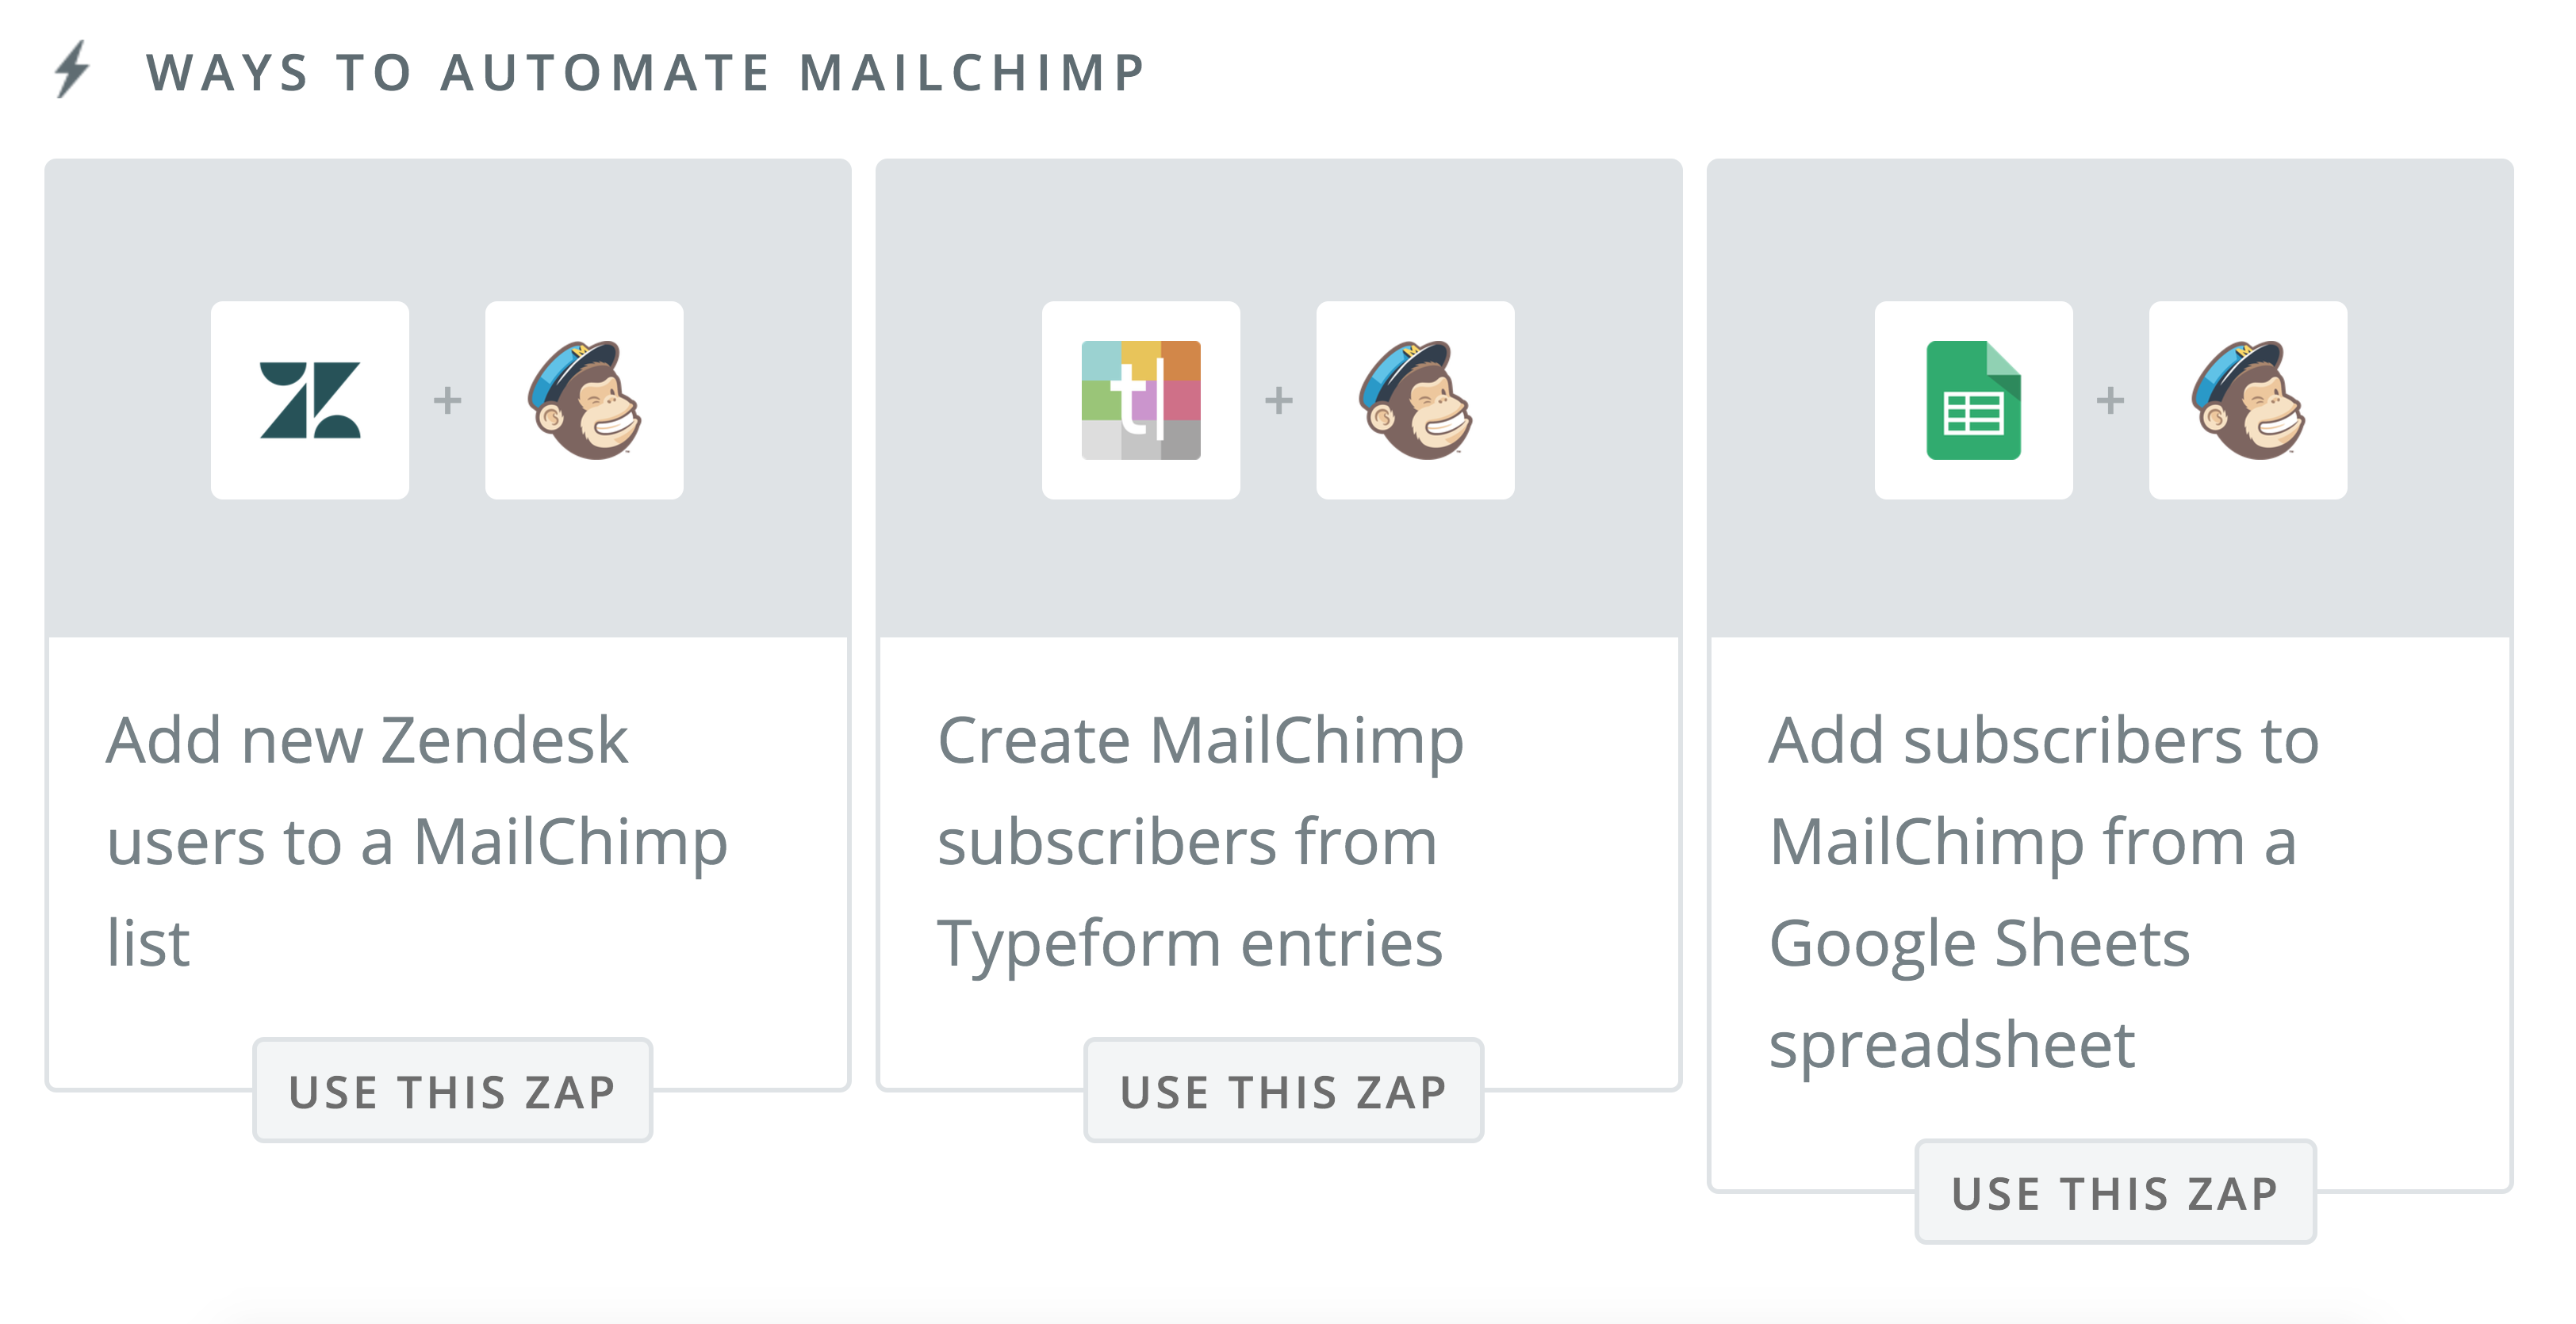 WAYS TO AUTOMATE MAILCHIMP
Add new Zendesk
users to a MailChimp
list
USE THIS ZAP
Create MailChimp
subscribers from
Typeform entries
USE THIS ZAP
Add subscribers to
MailChimp from a
Google Sheets
spreadsheet
USE THIS ZAP